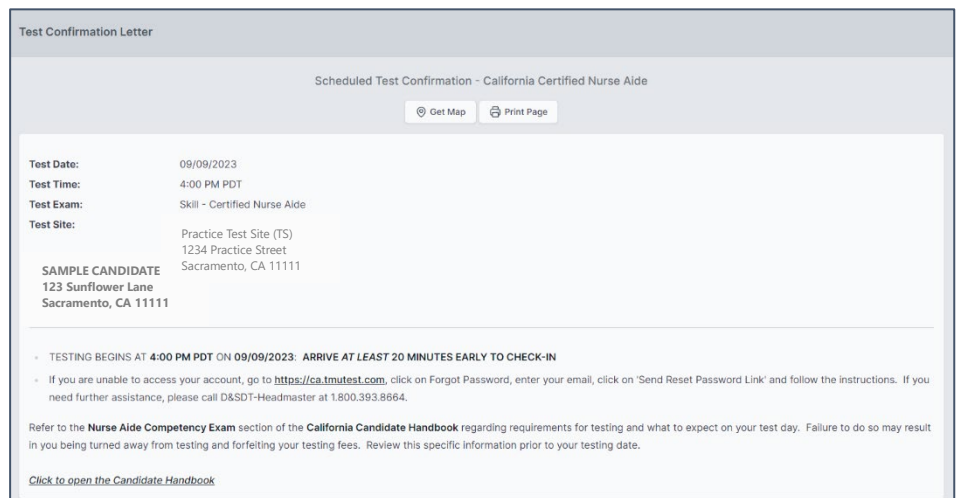 Test Confirmation Letter
Scheduled Test Confirmation - California Certified Nurse Aide
Get Map Print Page
Test Date: 09/09/2023
Test Time: 4:00 PM PDT
Test Exam: Skill - Certified Nurse Aide
Test Site:
Practice Test Site (TS)
1234 Practice Street
Sacramento, CA 11111
SAMPLE CANDIDATE
123 Sunflower Lane
Sacramento, CA 11111
TESTING BEGINS AT 4:00 PM PDT ON 09/09/2023: ARRIVE AT LEAST 20 MINUTES EARLY TO CHECK-IN
If you are unable to access your account, go to https://ca.tmutest.com, click on Forgot Password, enter your email, click on 'Send Reset Password Link' and follow the instructions. If you
need further assistance, please call D&SDT-Headmaster at 1.800.393.8664.
Refer to the Nurse Aide Competency Exam section of the California Candidate Handbook regarding requirements for testing and what to expect on your test day. Failure to do so may result
in you being turned away from testing and forfeiting your testing fees. Review this specific information prior to your testing date.
Click to open the Candidate Handbook